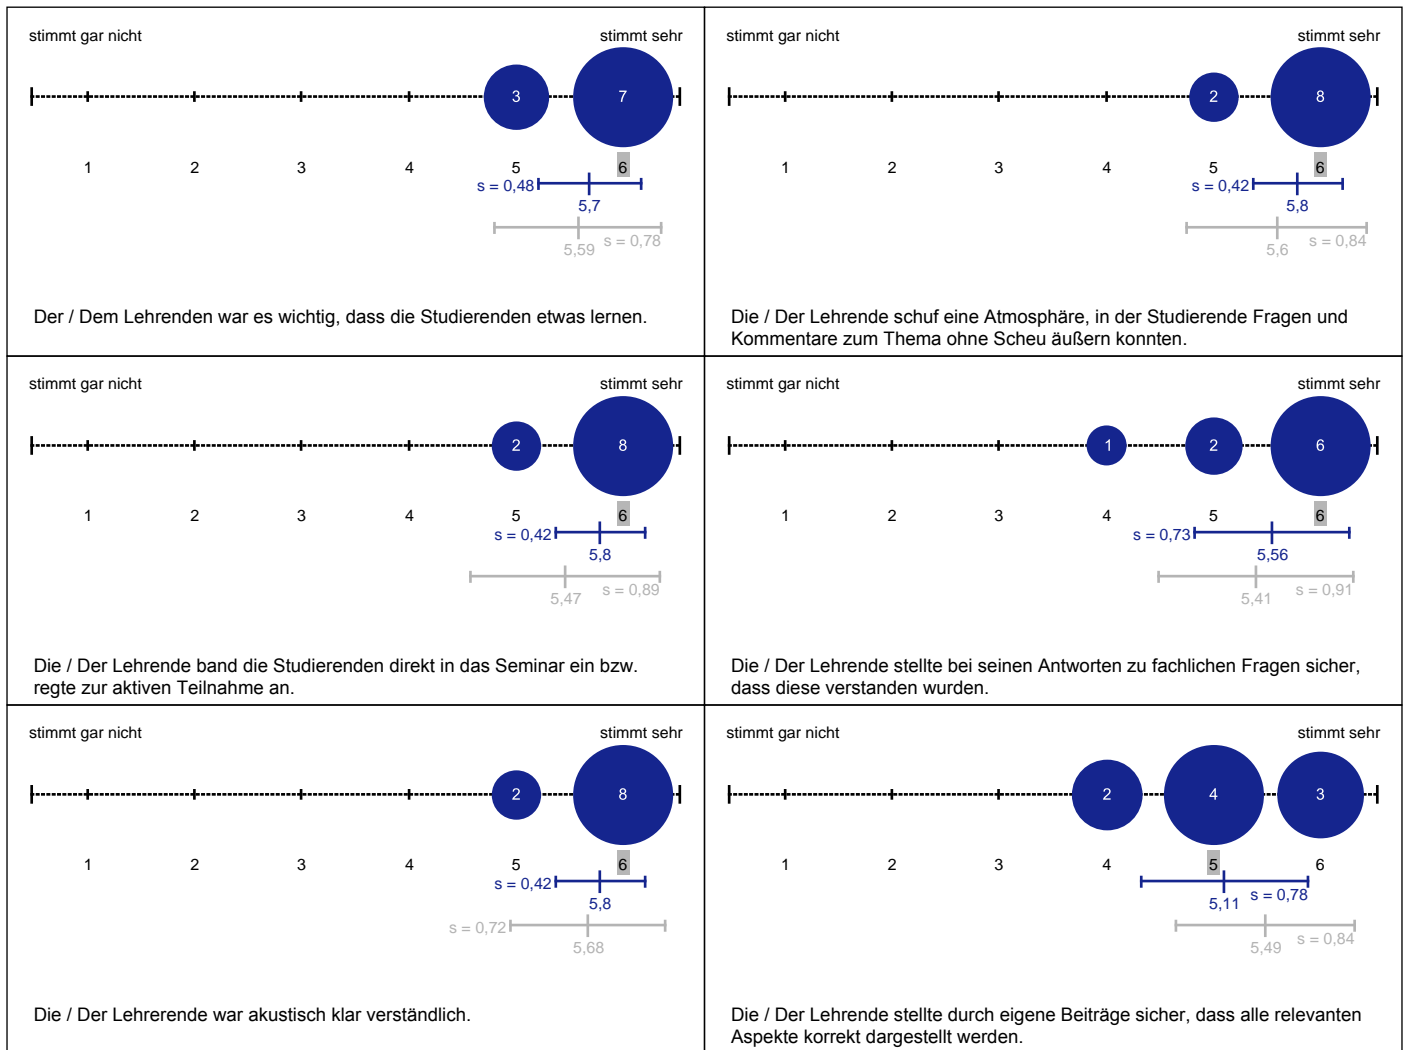 stimmt gar nicht stimmt sehr
3 7
1 2 3 4 5 6
s = 0,48
5,7
s = 0,78
5,59
Der / Dem Lehrenden war es wichtig, dass die Studierenden etwas lernen.
stimmt gar nicht stimmt sehr
2 8
1 2 3 4 5 6
s = 0,42
5,8
s = 0,84
5,6
Die / Der Lehrende schuf eine Atmosphäre, in der Studierende Fragen und
Kommentare zum Thema ohne Scheu äußern konnten.
stimmt gar nicht stimmt sehr
2 8
1 2 3 4 5 6
s = 0,42
5,8
s = 0,89
5,47
Die / Der Lehrende band die Studierenden direkt in das Seminar ein bzw.
regte zur aktiven Teilnahme an.
stimmt gar nicht stimmt sehr
1 2 6
1 2 3 4 5 6
s = 0,73
5,56
s = 0,91
5,41
Die / Der Lehrende stellte bei seinen Antworten zu fachlichen Fragen sicher,
dass diese verstanden wurden.
stimmt gar nicht stimmt sehr
2 8
1 2 3 4 5 6
s = 0,42
5,8
s = 0,72
5,68
Die / Der Lehrerende war akustisch klar verständlich.
stimmt gar nicht stimmt sehr
2 4 3
1 2 3 4 5 6
s = 0,78
5,11
s = 0,84
5,49
Die / Der Lehrende stellte durch eigene Beiträge sicher, dass alle relevanten
Aspekte korrekt dargestellt werden.